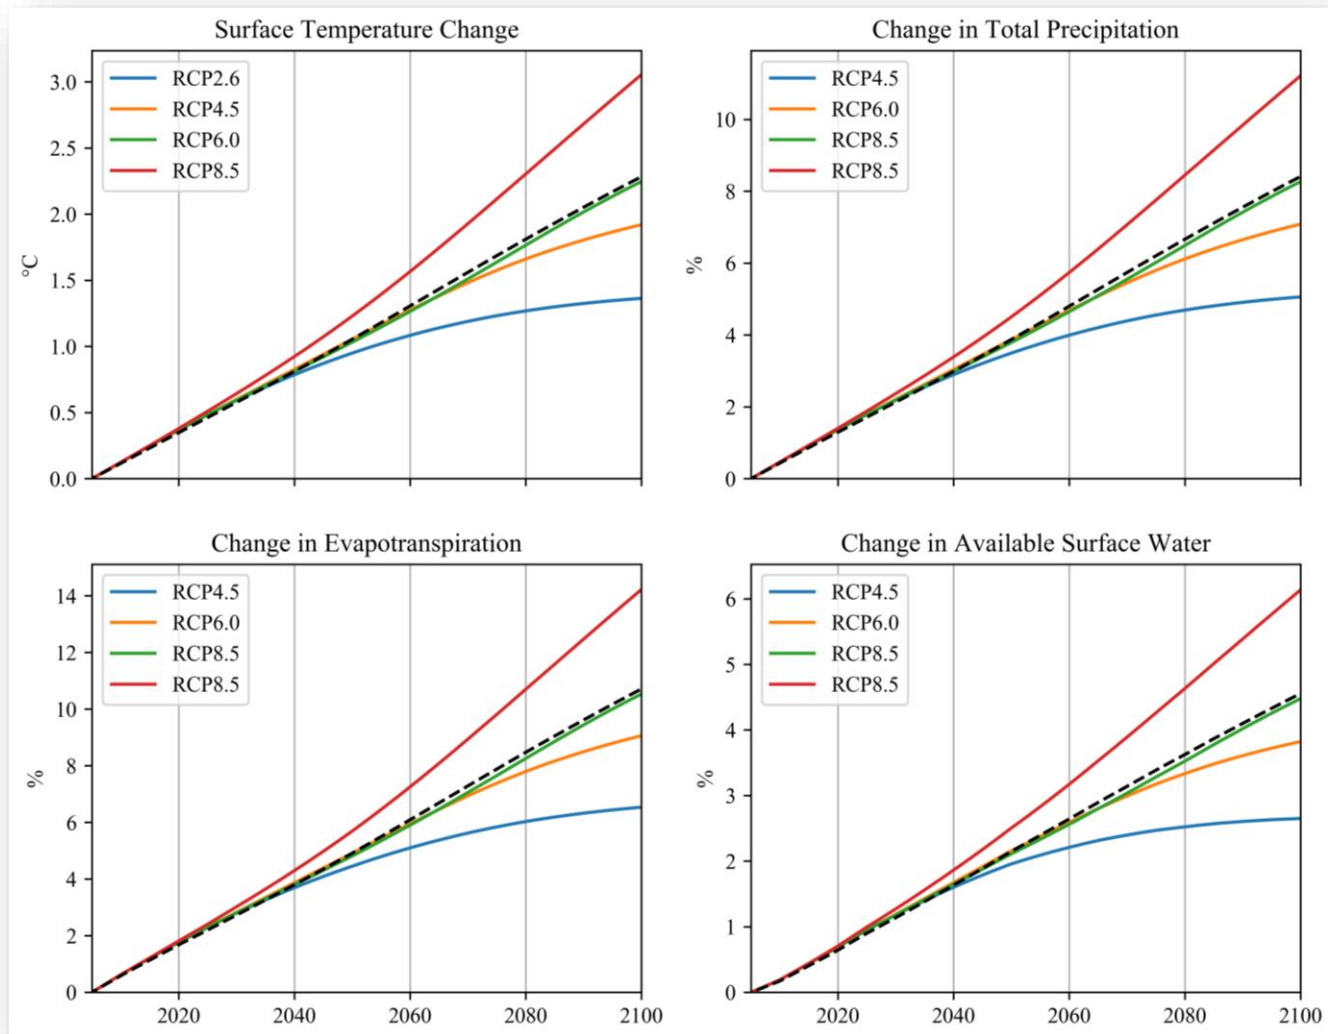 Surface Temperature Change
°C
3.0
2.5
2.0
1.5
1.0
0.5
0.0
RCP2.6
RCP4.5
RCP6.0
RCP8.5
Change in Total Precipitation
%
10
8
6
4
2
0
RCP4.5
RCP6.0
RCP8.5
RCP8.5
Change in Evapotranspiration
%
14
12
10
8
6
4
2
0
RCP4.5
RCP6.0
RCP8.5
RCP8.5
2020 2040 2060 2080 2100
Change in Available Surface Water
%
6
5
4
3
2
1
0
RCP4.5
RCP6.0
RCP8.5
RCP8.5
2020 2040 2060 2080 2100